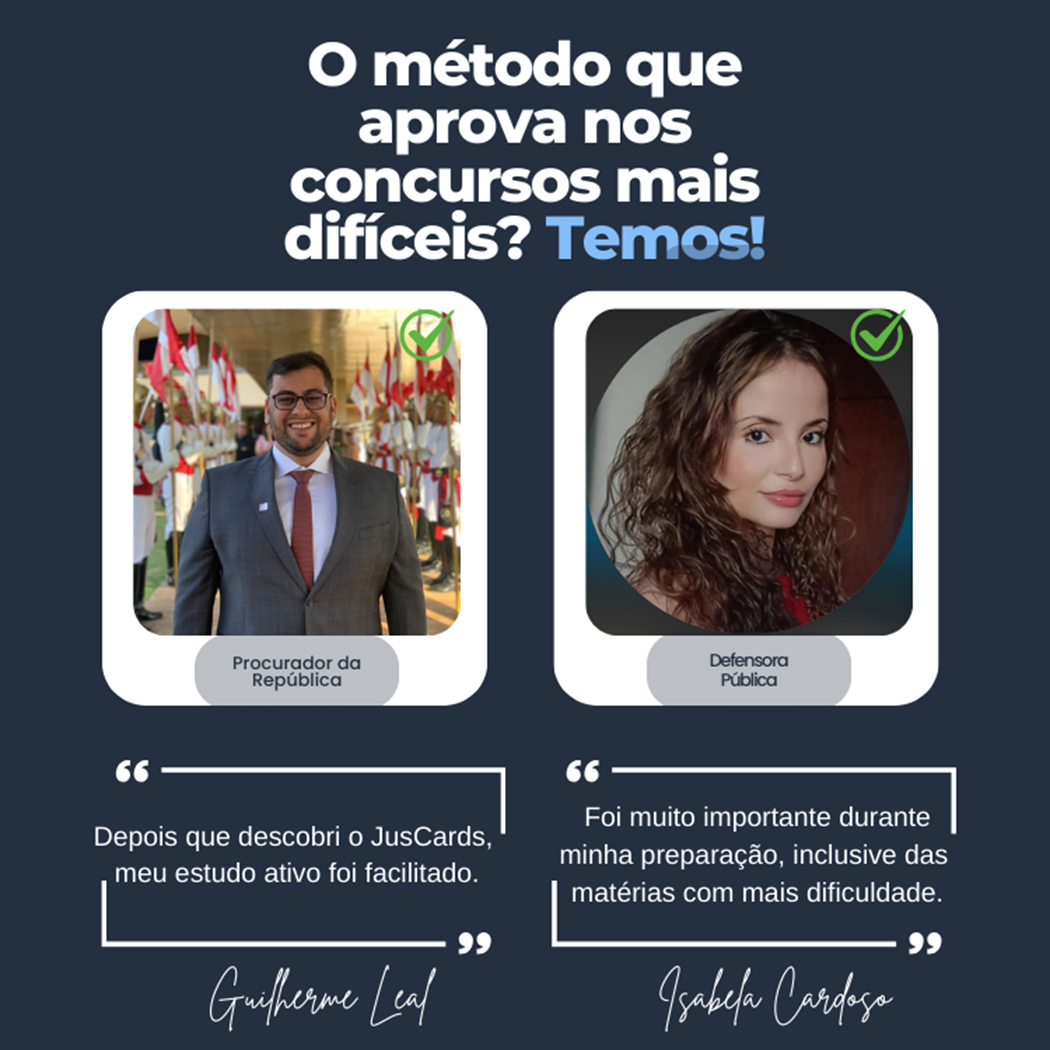 O método que
aprova nos
concursos mais
difíceis? Temos!
Procurador da
República
Defensora
Pública
“
Depois que descobri o JusCards,
meu estudo ativo foi facilitado.
”
Guilherme Leal
“
Foi muito importante durante
minha preparação, inclusive das
matérias com mais dificuldade.
”
Isabela Cardoso